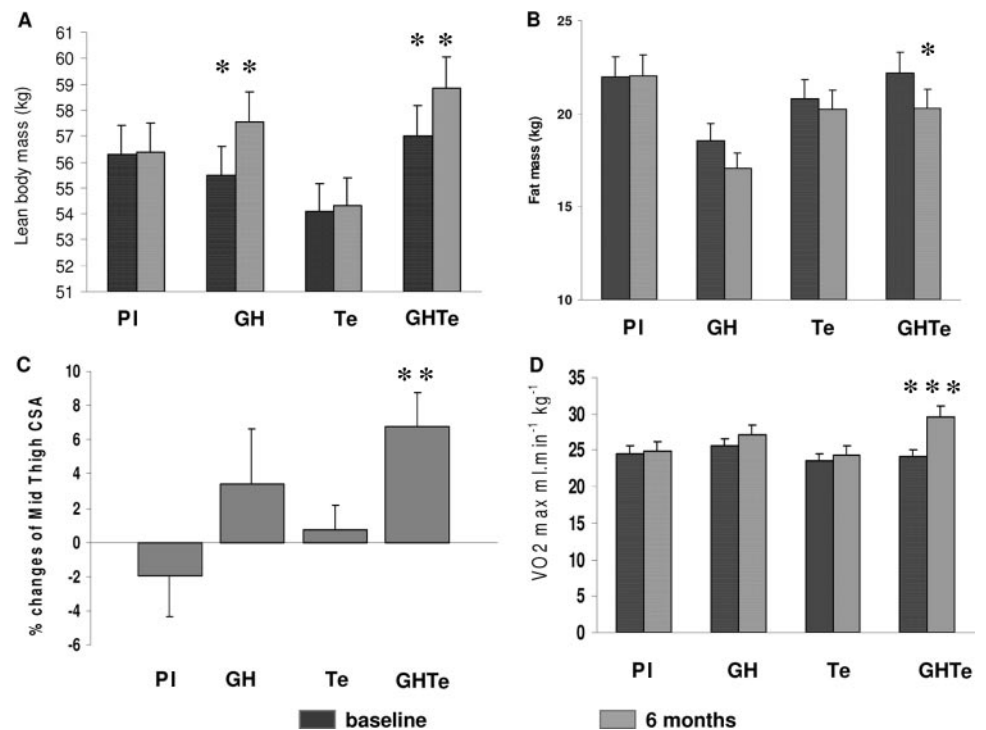 A
Lean body mass (kg)
61
60
59
58
57
56
55
54
53
52
51
* *
* *
Pl
GH
Te
GHTe
B
Fat mass (kg)
25
20
15
10
*
Pl
GH
Te
GHTe
C
% changes of Mid Thigh CSA
10
8
6
4
2
0
-2
-4
-6
* *
Pl
GH
Te
GHTe
D
VO2 max ml.min⁻¹ kg⁻¹
35
30
25
20
15
10
5
0
* * *
Pl
GH
Te
GHTe
baseline
6 months